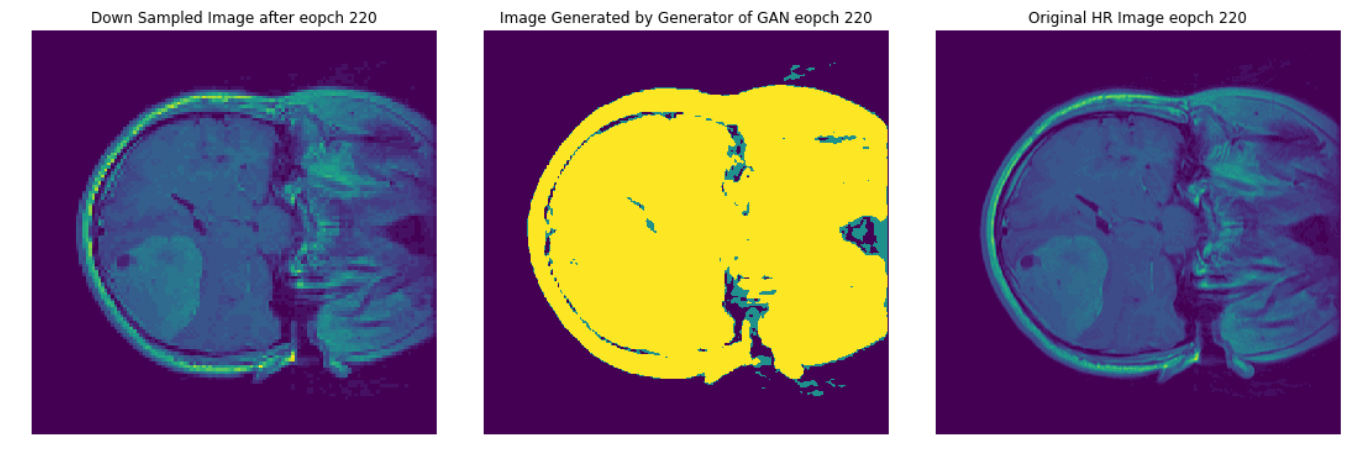 Down Sampled Image after eopch 220
Image Generated by Generator of GAN eopch 220
Original HR Image eopch 220